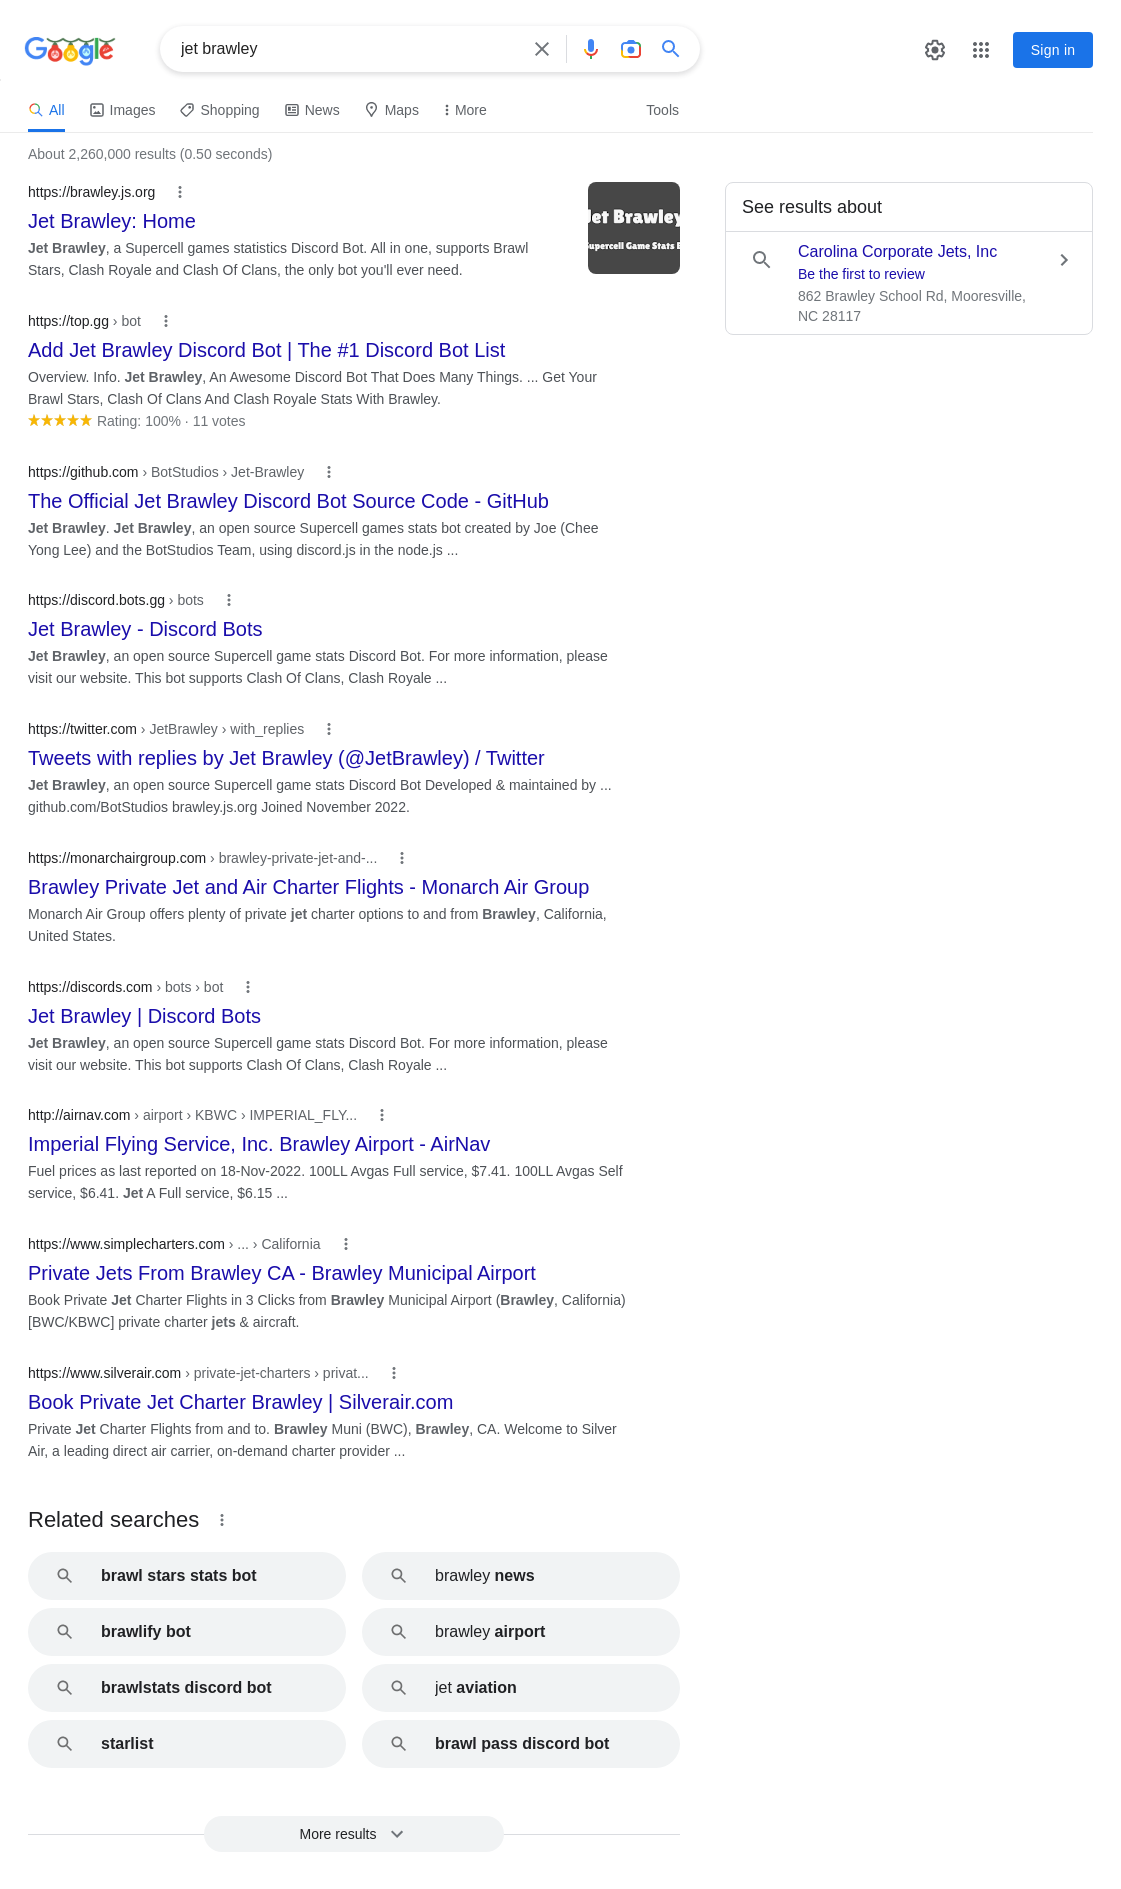 Google
jet brawley
Sign in
All
Images
Shopping
News
Maps
More
Tools
About 2,260,000 results (0.50 seconds)
https://brawley.js.org
Jet Brawley: Home
Jet Brawley, a Supercell games statistics Discord Bot. All in one, supports Brawl
Stars, Clash Royale and Clash Of Clans, the only bot you'll ever need.
Jet Brawley
Supercell Game Stats
See results about
Carolina Corporate Jets, Inc
Be the first to review
862 Brawley School Rd, Mooresville,
NC 28117
https://top.gg › bot
Add Jet Brawley Discord Bot | The #1 Discord Bot List
Overview. Info. Jet Brawley, An Awesome Discord Bot That Does Many Things. ... Get Your
Brawl Stars, Clash Of Clans And Clash Royale Stats With Brawley.
Rating: 100% · 11 votes
https://github.com › BotStudios › Jet-Brawley
The Official Jet Brawley Discord Bot Source Code - GitHub
Jet Brawley. Jet Brawley, an open source Supercell games stats bot created by Joe (Chee
Yong Lee) and the BotStudios Team, using discord.js in the node.js ...
https://discord.bots.gg › bots
Jet Brawley - Discord Bots
Jet Brawley, an open source Supercell game stats Discord Bot. For more information, please
visit our website. This bot supports Clash Of Clans, Clash Royale ...
https://twitter.com › JetBrawley › with_replies
Tweets with replies by Jet Brawley (@JetBrawley) / Twitter
Jet Brawley, an open source Supercell game stats Discord Bot Developed & maintained by ...
github.com/BotStudios brawley.js.org Joined November 2022.
https://monarchairgroup.com › brawley-private-jet-and-...
Brawley Private Jet and Air Charter Flights - Monarch Air Group
Monarch Air Group offers plenty of private jet charter options to and from Brawley, California,
United States.
https://discords.com › bots › bot
Jet Brawley | Discord Bots
Jet Brawley, an open source Supercell game stats Discord Bot. For more information, please
visit our website. This bot supports Clash Of Clans, Clash Royale ...
http://airnav.com › airport › KBWC › IMPERIAL_FLY...
Imperial Flying Service, Inc. Brawley Airport - AirNav
Fuel prices as last reported on 18-Nov-2022. 100LL Avgas Full service, $7.41. 100LL Avgas Self
service, $6.41. Jet A Full service, $6.15 ...
https://www.simplecharters.com › ... › California
Private Jets From Brawley CA - Brawley Municipal Airport
Book Private Jet Charter Flights in 3 Clicks from Brawley Municipal Airport (Brawley, California)
[BWC/KBWC] private charter jets & aircraft.
https://www.silverair.com › private-jet-charters › privat...
Book Private Jet Charter Brawley | Silverair.com
Private Jet Charter Flights from and to. Brawley Muni (BWC), Brawley, CA. Welcome to Silver
Air, a leading direct air carrier, on-demand charter provider ...
Related searches
brawl stars stats bot
brawley news
brawlify bot
brawley airport
brawlstats discord bot
jet aviation
starlist
brawl pass discord bot
More results